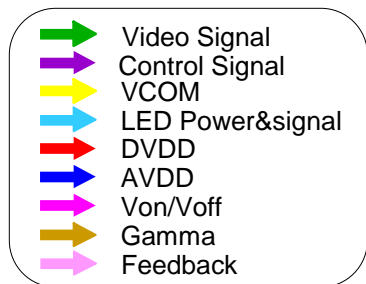 Video Signal
Control Signal
VCOM
LED Power&signal
DVDD
AVDD
Von/Voff
Gamma
Feedback